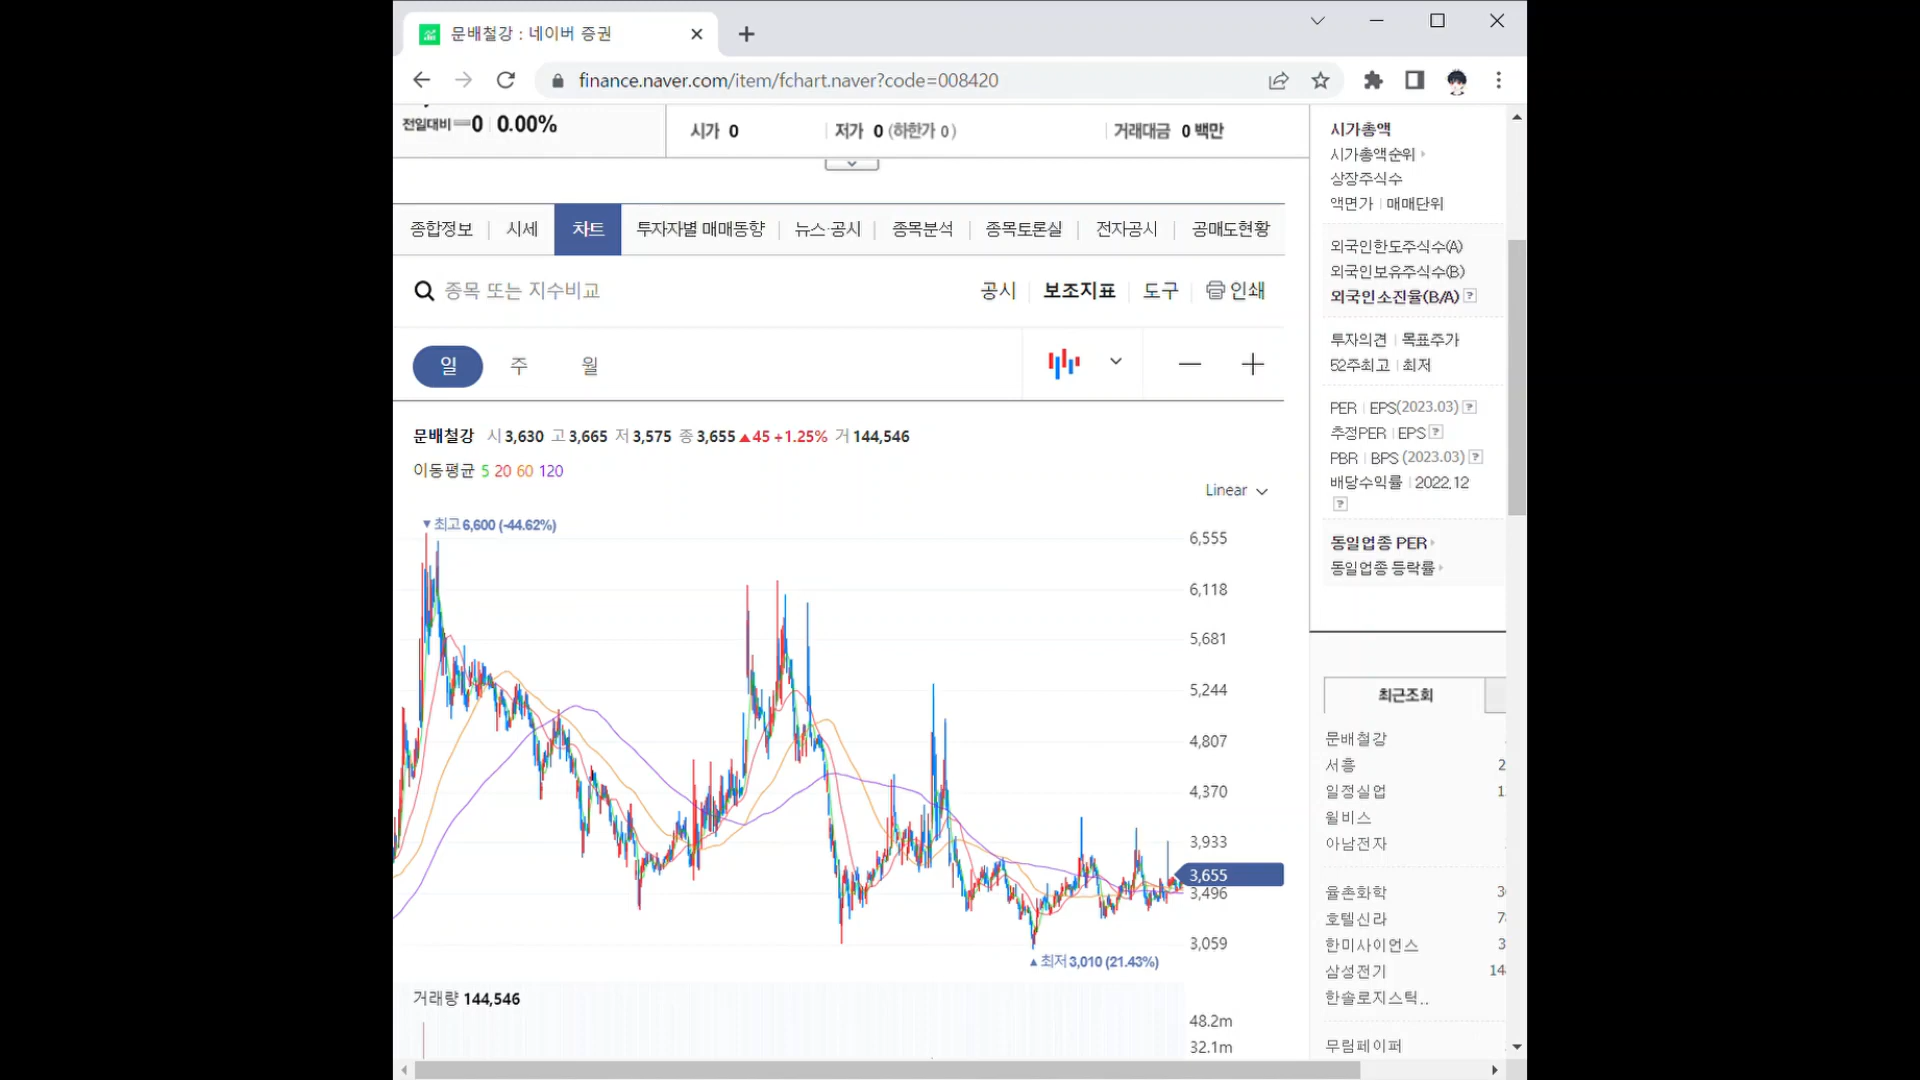 문배철강 : 네이버 증권
finance.naver.com/item/fchart.naver?code=008420
전일대비 0 0.00%
시가 0 저가 0 (하한가 0) 거래대금 0 백만
종합정보 시세 차트 투자자별 매매동향 뉴스·공시 종목분석 종목토론실 전자공시 공매도현황
종목 또는 지수비교
공시 보조지표 도구 인쇄
일 주 월
문배철강 시 3,630 고 3,665 저 3,575 종 3,655 ▲45 +1.25% 거 144,546
이동평균 5 20 60 120
Linear
▼최고 6,600 (-44.62%)
6,555
6,118
5,681
5,244
4,807
4,370
3,933
3,655
3,496
3,059
▲최저 3,010 (21.43%)
거래량 144,546
48.2m
32.1m
시가총액
시가총액순위
상장주식수
액면가 매매단위
외국인한도주식수(A)
외국인보유주식수(B)
외국인소진율(B/A) ?
투자의견 목표주가
52주최고 최저
PER EPS(2023.03) ?
추정PER EPS ?
PBR BPS (2023.03) ?
배당수익률 2022.12
?
동일업종 PER
동일업종 등락률
최근조회
문배철강
서흥
일정실업
윌비스
아남전자
율촌화학
호텔신라
한미사이언스
삼성전기
한솔로지스틱..
무림페이퍼